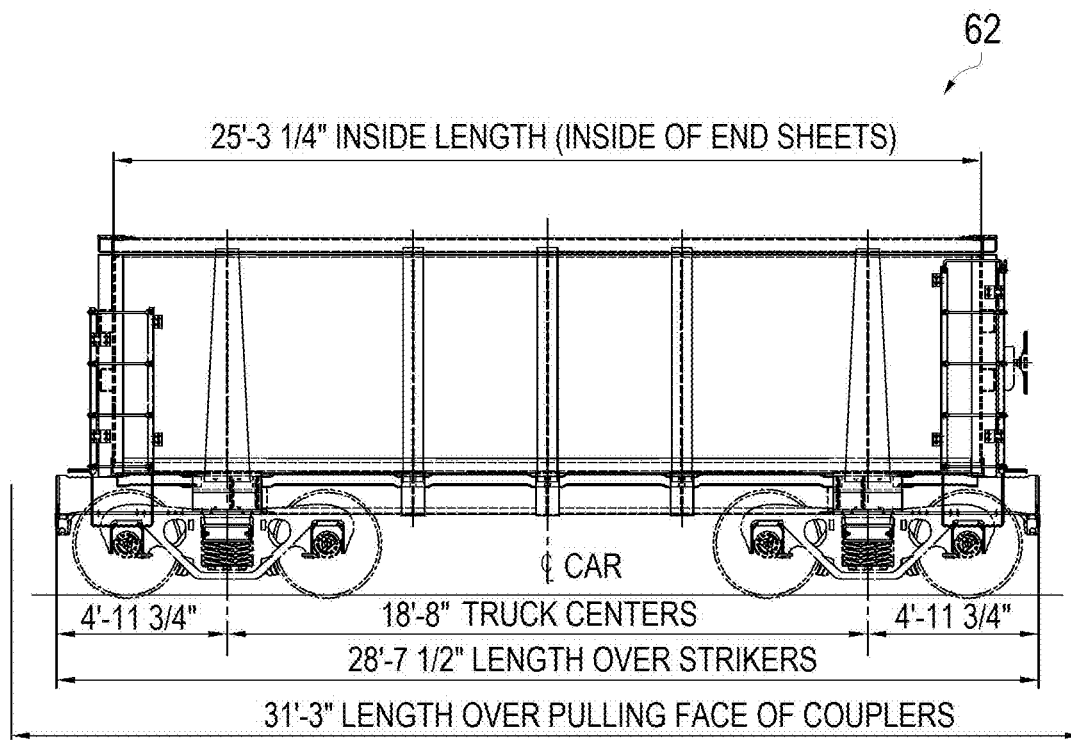 62
25'-3 1/4" INSIDE LENGTH (INSIDE OF END SHEETS)
℄ CAR
4'-11 3/4" 18'-8" TRUCK CENTERS 4'-11 3/4"
28'-7 1/2" LENGTH OVER STRIKERS
31'-3" LENGTH OVER PULLING FACE OF COUPLERS